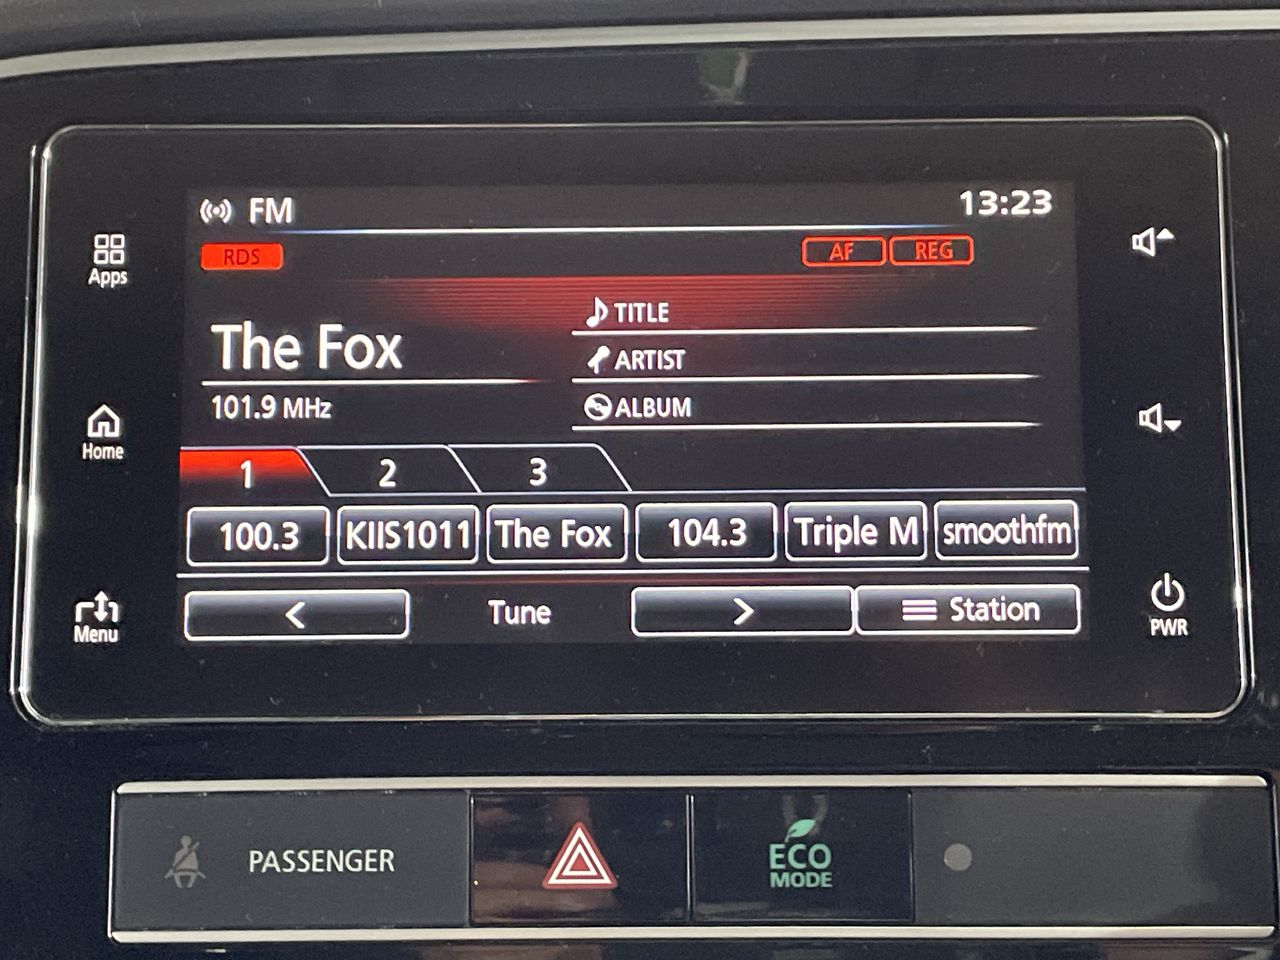 FM 13:23
RDS AF REG
Apps
TITLE
The Fox
ARTIST
101.9 MHz
ALBUM
Home
1 2 3
100.3 KIIS1011 The Fox 104.3 Triple M smoothfm
< Tune > Station
Menu
PWR
PASSENGER
ECO
MODE